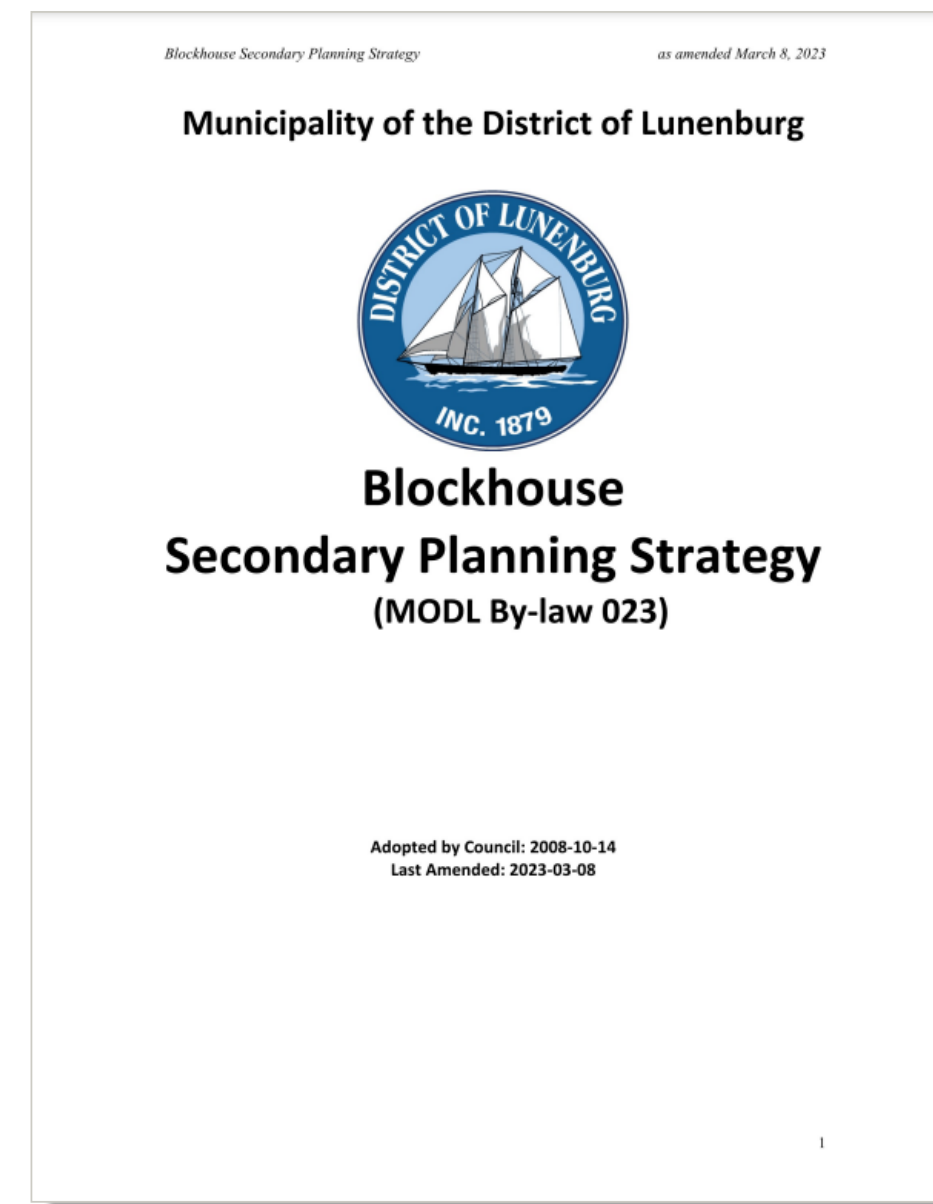 Blockhouse Secondary Planning Strategy as amended March 8, 2023
Municipality of the District of Lunenburg
DISTRICT OF LUNENBURG
INC. 1879
Blockhouse
Secondary Planning Strategy
(MODL By-law 023)
Adopted by Council: 2008-10-14
Last Amended: 2023-03-08
1